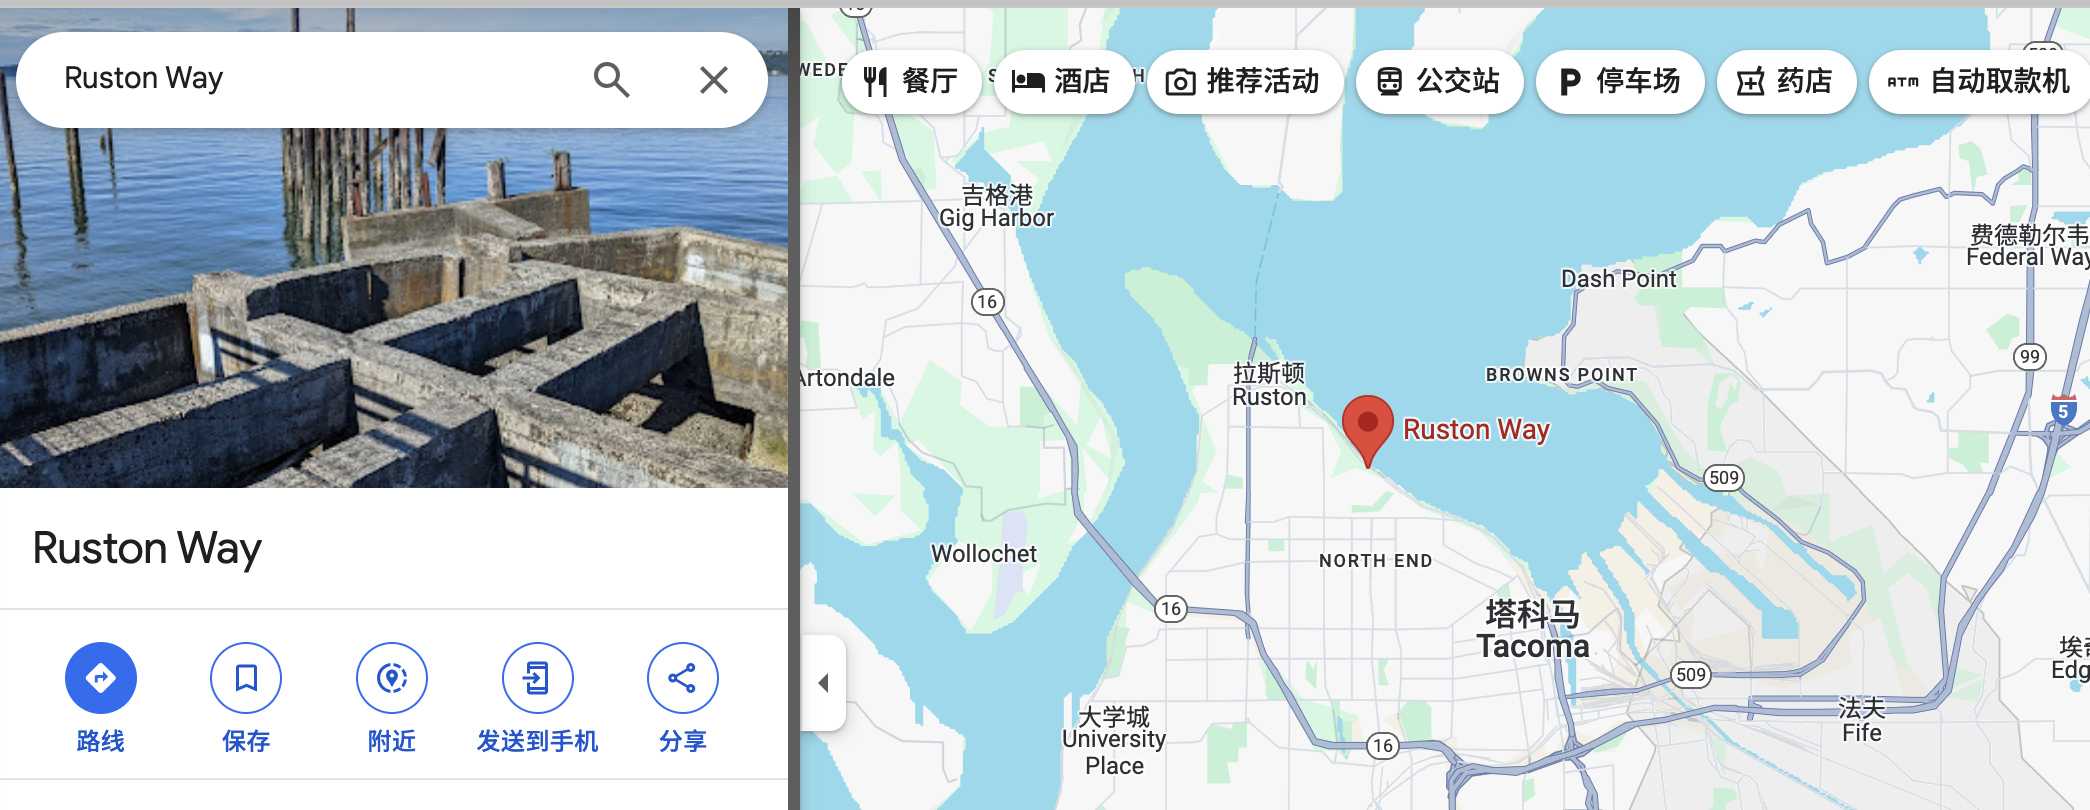 Ruston Way
Ruston Way
路线
保存
附近
发送到手机
分享
餐厅
酒店
推荐活动
公交站
停车场
药店
ATM 自动取款机
吉格港
Gig Harbor
16
费德勒尔韦
Federal Way
Dash Point
99
5
拉斯顿
Ruston
Artondale
BROWNS POINT
Ruston Way
509
Wollochet
NORTH END
16
塔科马
Tacoma
509
大学城
University
Place
16
法夫
Fife
Edg